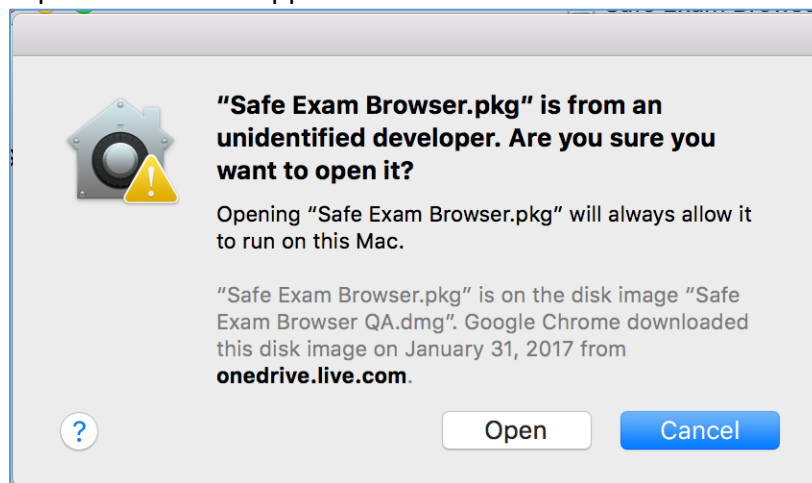 “Safe Exam Browser.pkg” is from an
unidentified developer. Are you sure you
want to open it?
Opening “Safe Exam Browser.pkg” will always allow it
to run on this Mac.
“Safe Exam Browser.pkg” is on the disk image “Safe
Exam Browser QA.dmg”. Google Chrome downloaded
this disk image on January 31, 2017 from
onedrive.live.com.
?
Open
Cancel